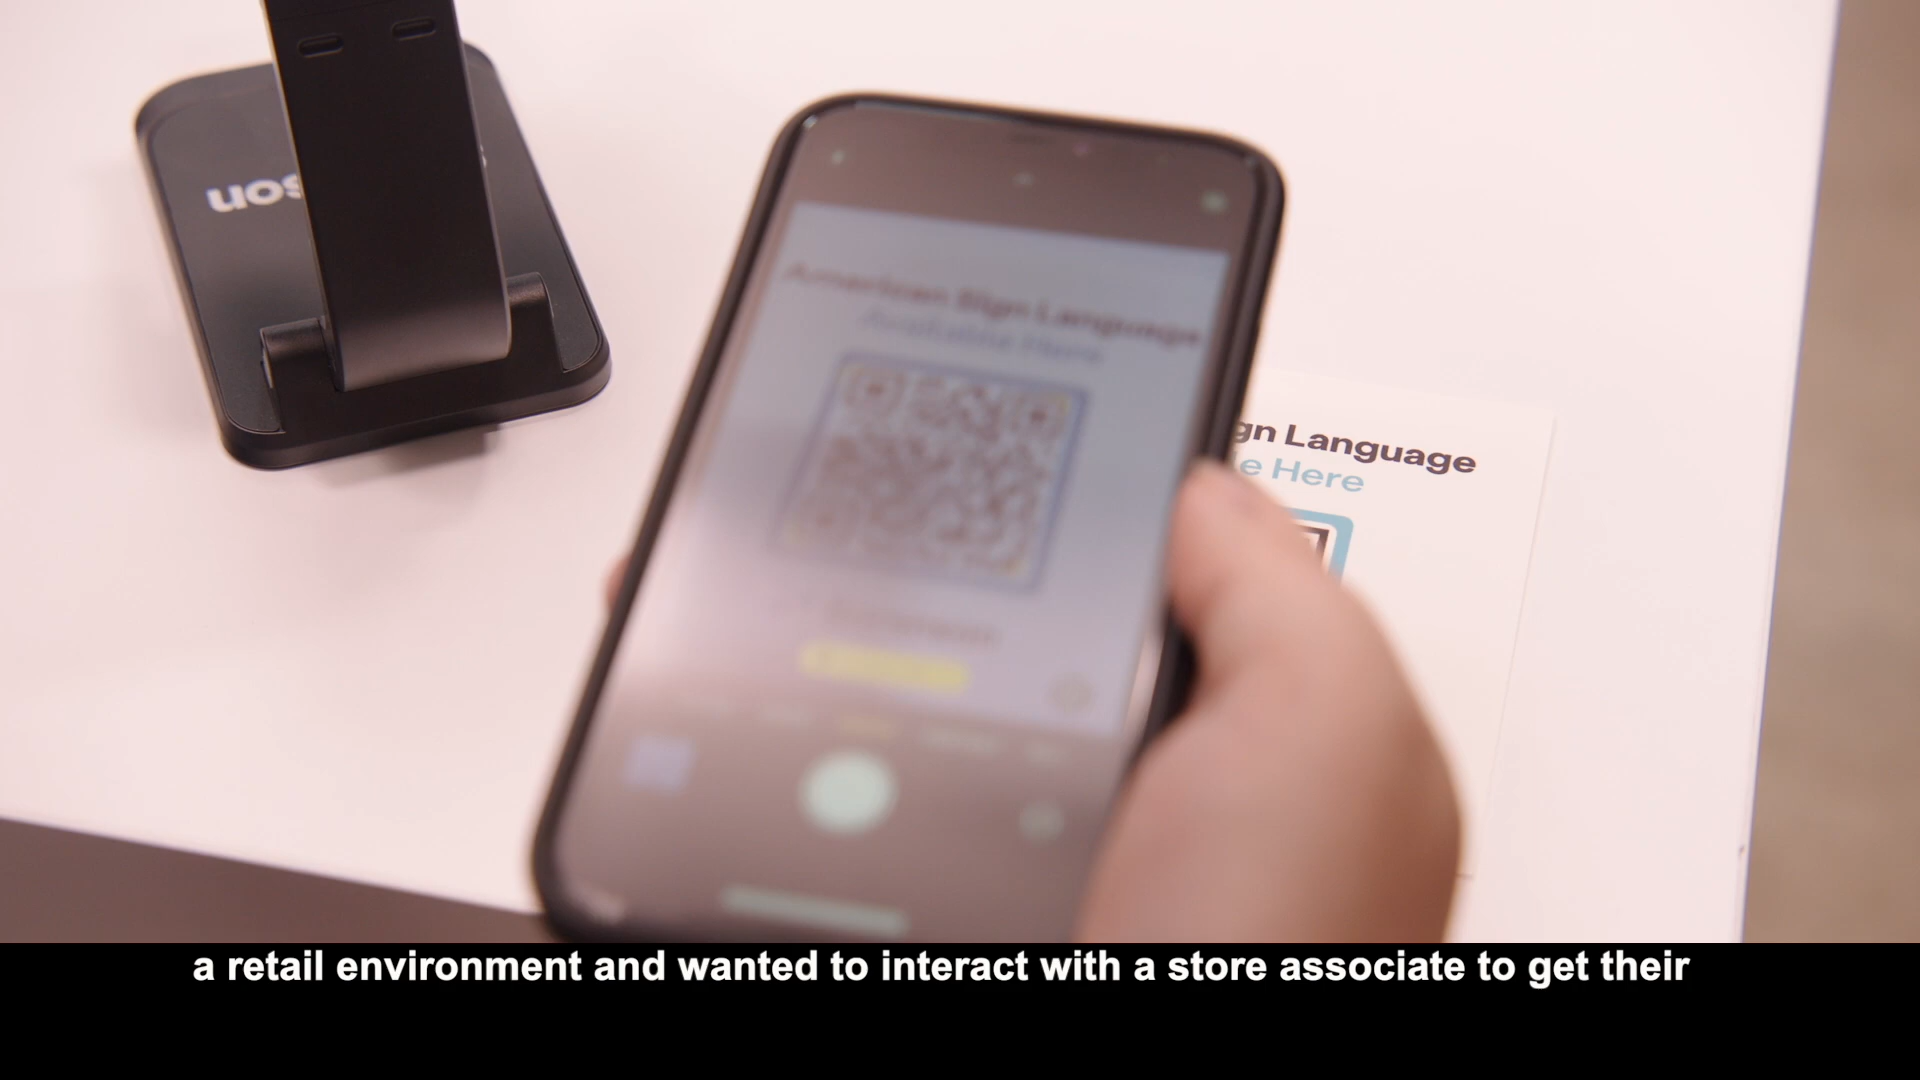 uos
American Sign Language
Available Here
gn Language
e Here
a retail environment and wanted to interact with a store associate to get their